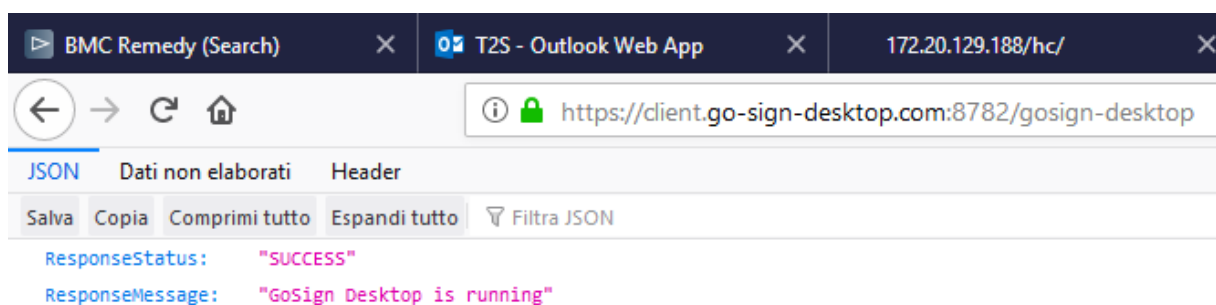 BMC Remedy (Search)
T2S - Outlook Web App
172.20.129.188/hc/
https://client.go-sign-desktop.com:8782/gosign-desktop
JSON Dati non elaborati Header
Salva Copia Comprimi tutto Espandi tutto Filtra JSON
ResponseStatus: "SUCCESS"
ResponseMessage: "GoSign Desktop is running"